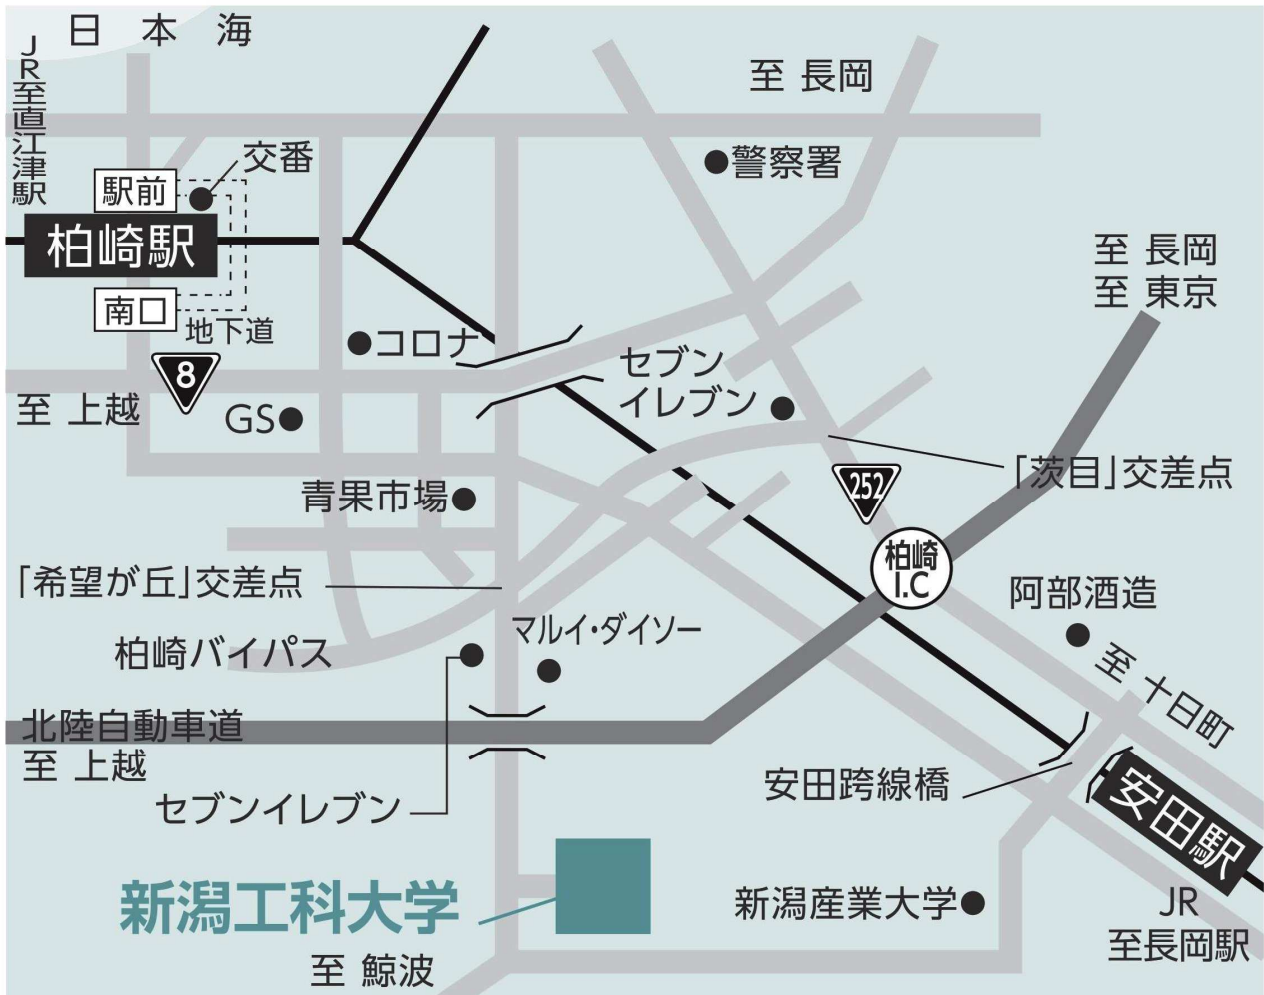 日本海
JR至直江津駅
至 長岡
交番
警察署
駅前
柏崎駅
至 長岡
至 東京
南口
地下道
コロナ
セブン
イレブン
8
至 上越
GS
「茨目」交差点
252
青果市場
柏崎
I.C
「希望が丘」交差点
阿部酒造
マルイ・ダイソー
柏崎バイパス
至 十日町
北陸自動車道
至 上越
安田跨線橋
セブンイレブン
安田駅
新潟工科大学
新潟産業大学
JR
至長岡駅
至 鯨波